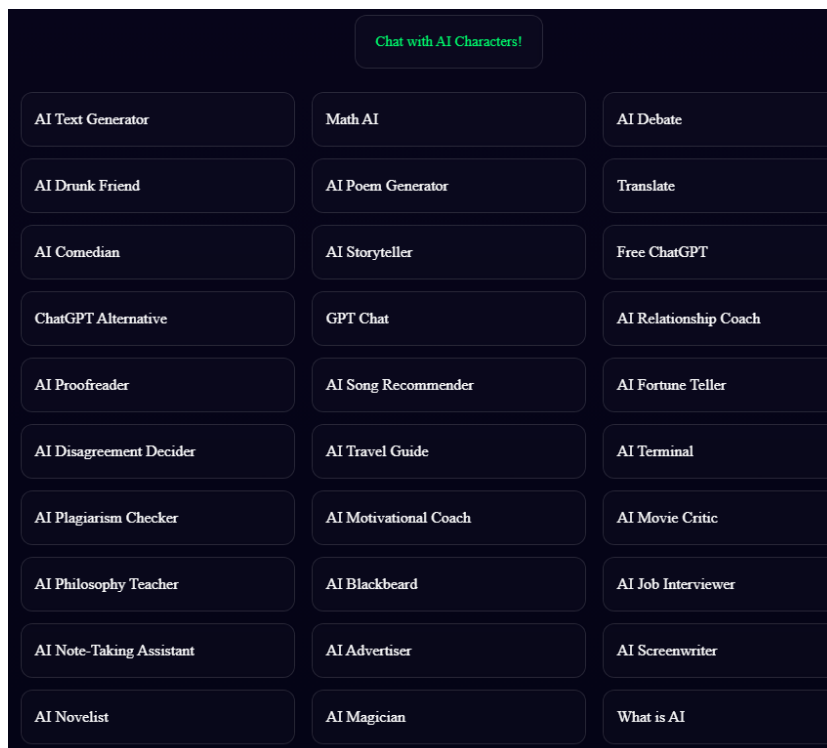 Chat with AI Characters!
AI Text Generator
Math AI
AI Debate
AI Drunk Friend
AI Poem Generator
Translate
AI Comedian
AI Storyteller
Free ChatGPT
ChatGPT Alternative
GPT Chat
AI Relationship Coach
AI Proofreader
AI Song Recommender
AI Fortune Teller
AI Disagreement Decider
AI Travel Guide
AI Terminal
AI Plagiarism Checker
AI Motivational Coach
AI Movie Critic
AI Philosophy Teacher
AI Blackbeard
AI Job Interviewer
AI Note-Taking Assistant
AI Advertiser
AI Screenwriter
AI Novelist
AI Magician
What is AI